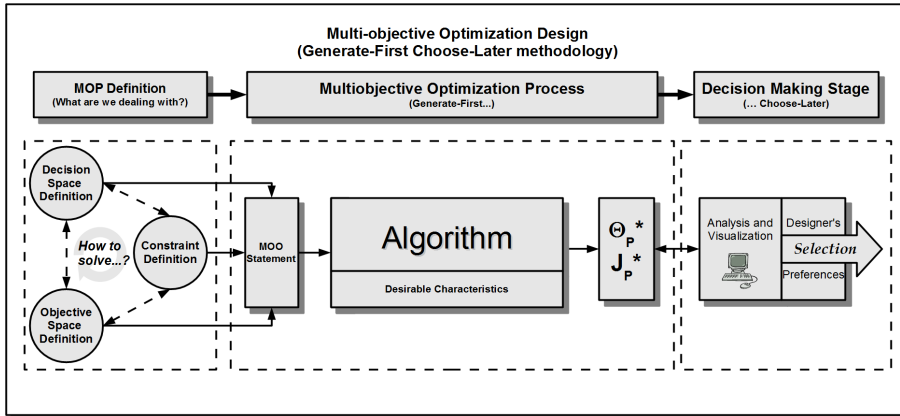 Multi-objective Optimization Design
(Generate-First Choose-Later methodology)
MOP Definition
(What are we dealing with?)
Multiobjective Optimization Process
(Generate-First...)
Decision Making Stage
(... Choose-Later)
Decision
Space
Definition
How to
solve...?
Constraint
Definition
Objective
Space
Definition
MOO
Statement
Algorithm
Desirable Characteristics
Θ_P*
J_P*
Analysis and
Visualization
Designer's
Selection
Preferences